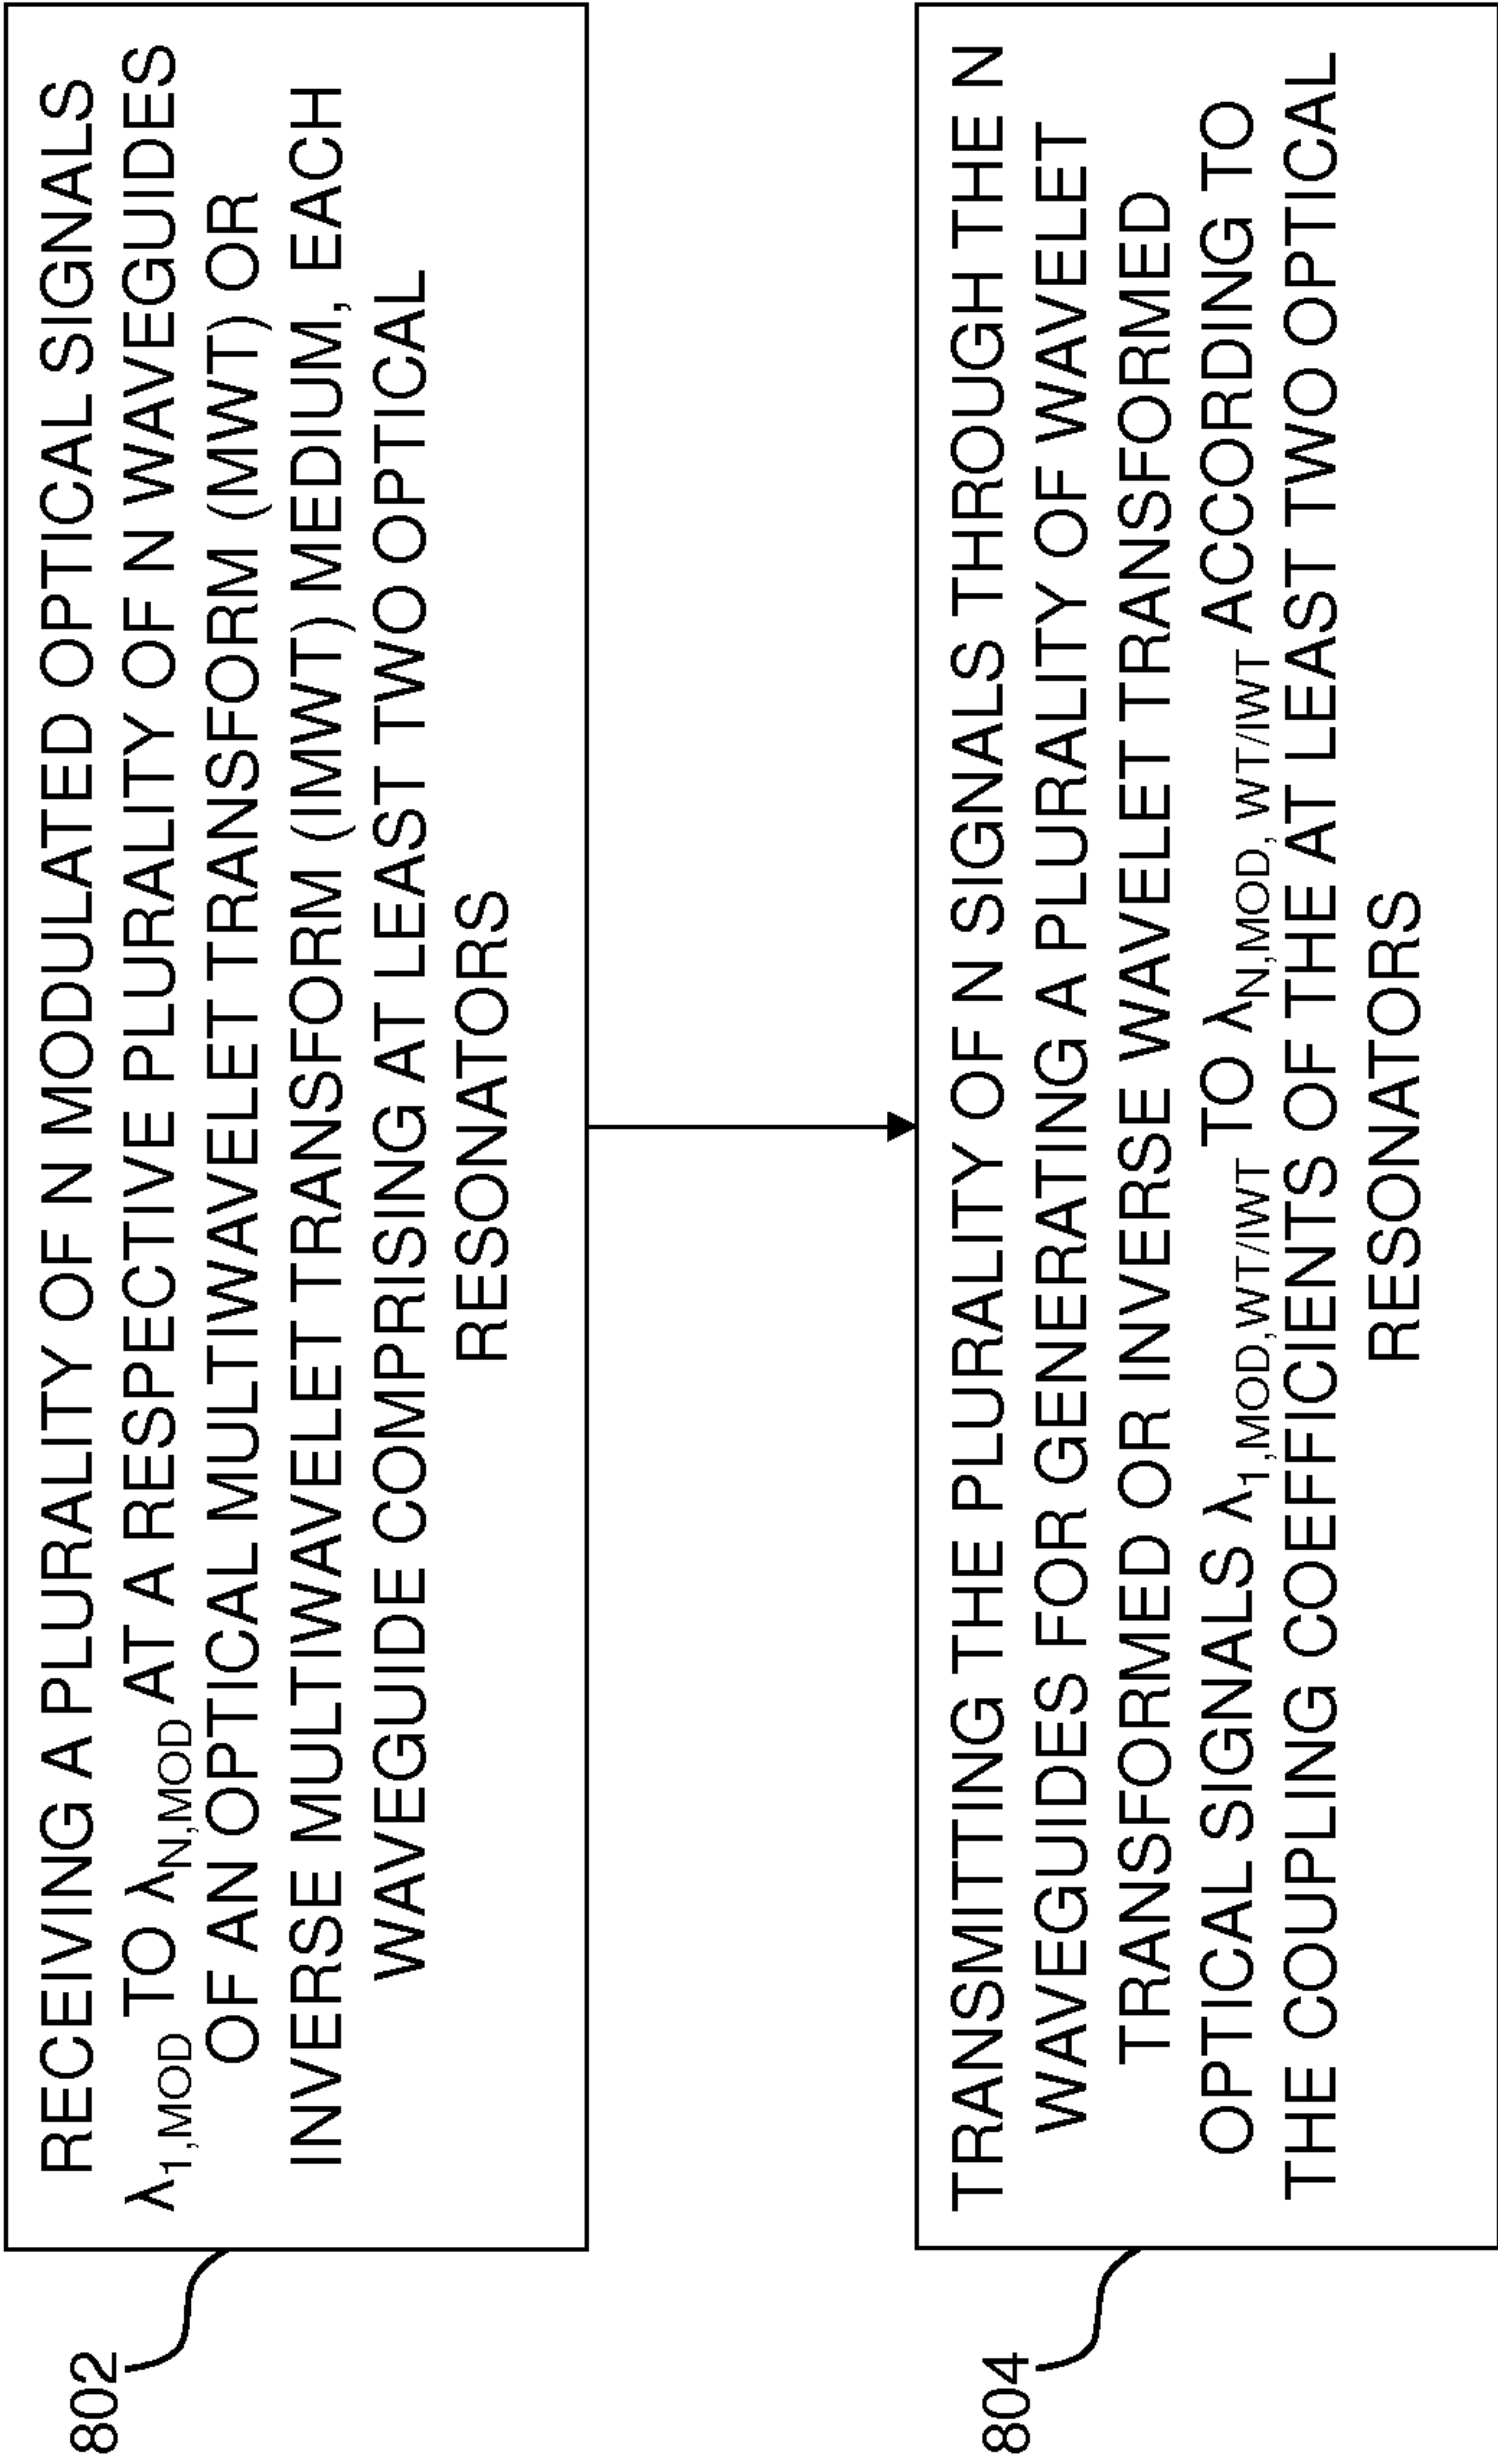 802
RECEIVING A PLURALITY OF N MODULATED OPTICAL SIGNALS
λ1,MOD TO λN,MOD AT A RESPECTIVE PLURALITY OF N WAVEGUIDES
OF AN OPTICAL MULTIWAVELET TRANSFORM (MWT) OR
INVERSE MULTIWAVELET TRANSFORM (IMWT) MEDIUM, EACH
WAVEGUIDE COMPRISING AT LEAST TWO OPTICAL
RESONATORS
804
TRANSMITTING THE PLURALITY OF N SIGNALS THROUGH THE N
WAVEGUIDES FOR GENERATING A PLURALITY OF WAVELET
TRANSFORMED OR INVERSE WAVELET TRANSFORMED
OPTICAL SIGNALS λ1,MOD,WT/IWT TO λN,MOD, WT/IWT ACCORDING TO
THE COUPLING COEFFICIENTS OF THE AT LEAST TWO OPTICAL
RESONATORS